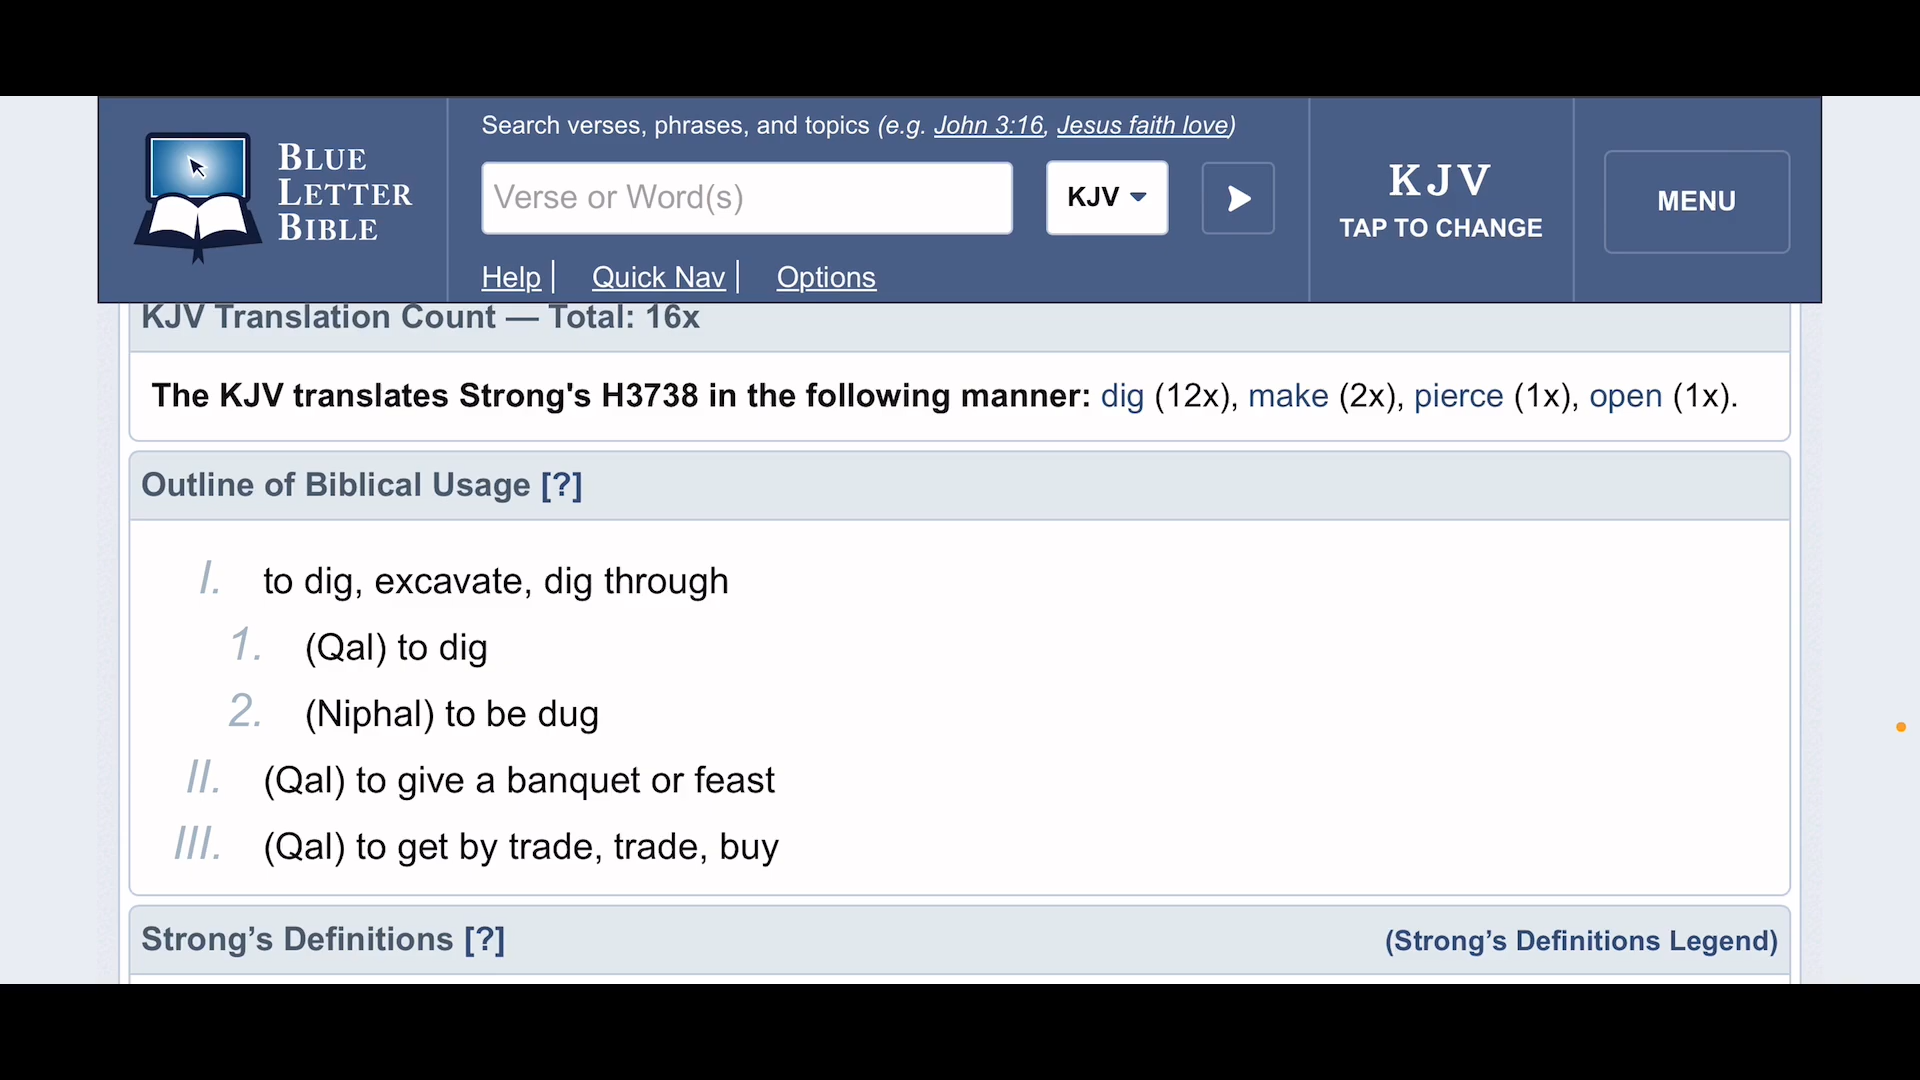 BLUE
LETTER
BIBLE
Search verses, phrases, and topics (e.g. John 3:16, Jesus faith love)
Verse or Word(s)
KJV
Help | Quick Nav | Options
KJV
TAP TO CHANGE
MENU
KJV Translation Count — Total: 16x
The KJV translates Strong's H3738 in the following manner: dig (12x), make (2x), pierce (1x), open (1x).
Outline of Biblical Usage [?]
I. to dig, excavate, dig through
1. (Qal) to dig
2. (Niphal) to be dug
II. (Qal) to give a banquet or feast
III. (Qal) to get by trade, trade, buy
Strong’s Definitions [?]
(Strong’s Definitions Legend)